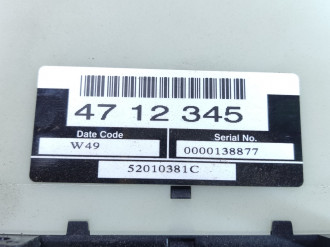 47 12 345
Date Code Serial No.
W49 0000138877
52010381C